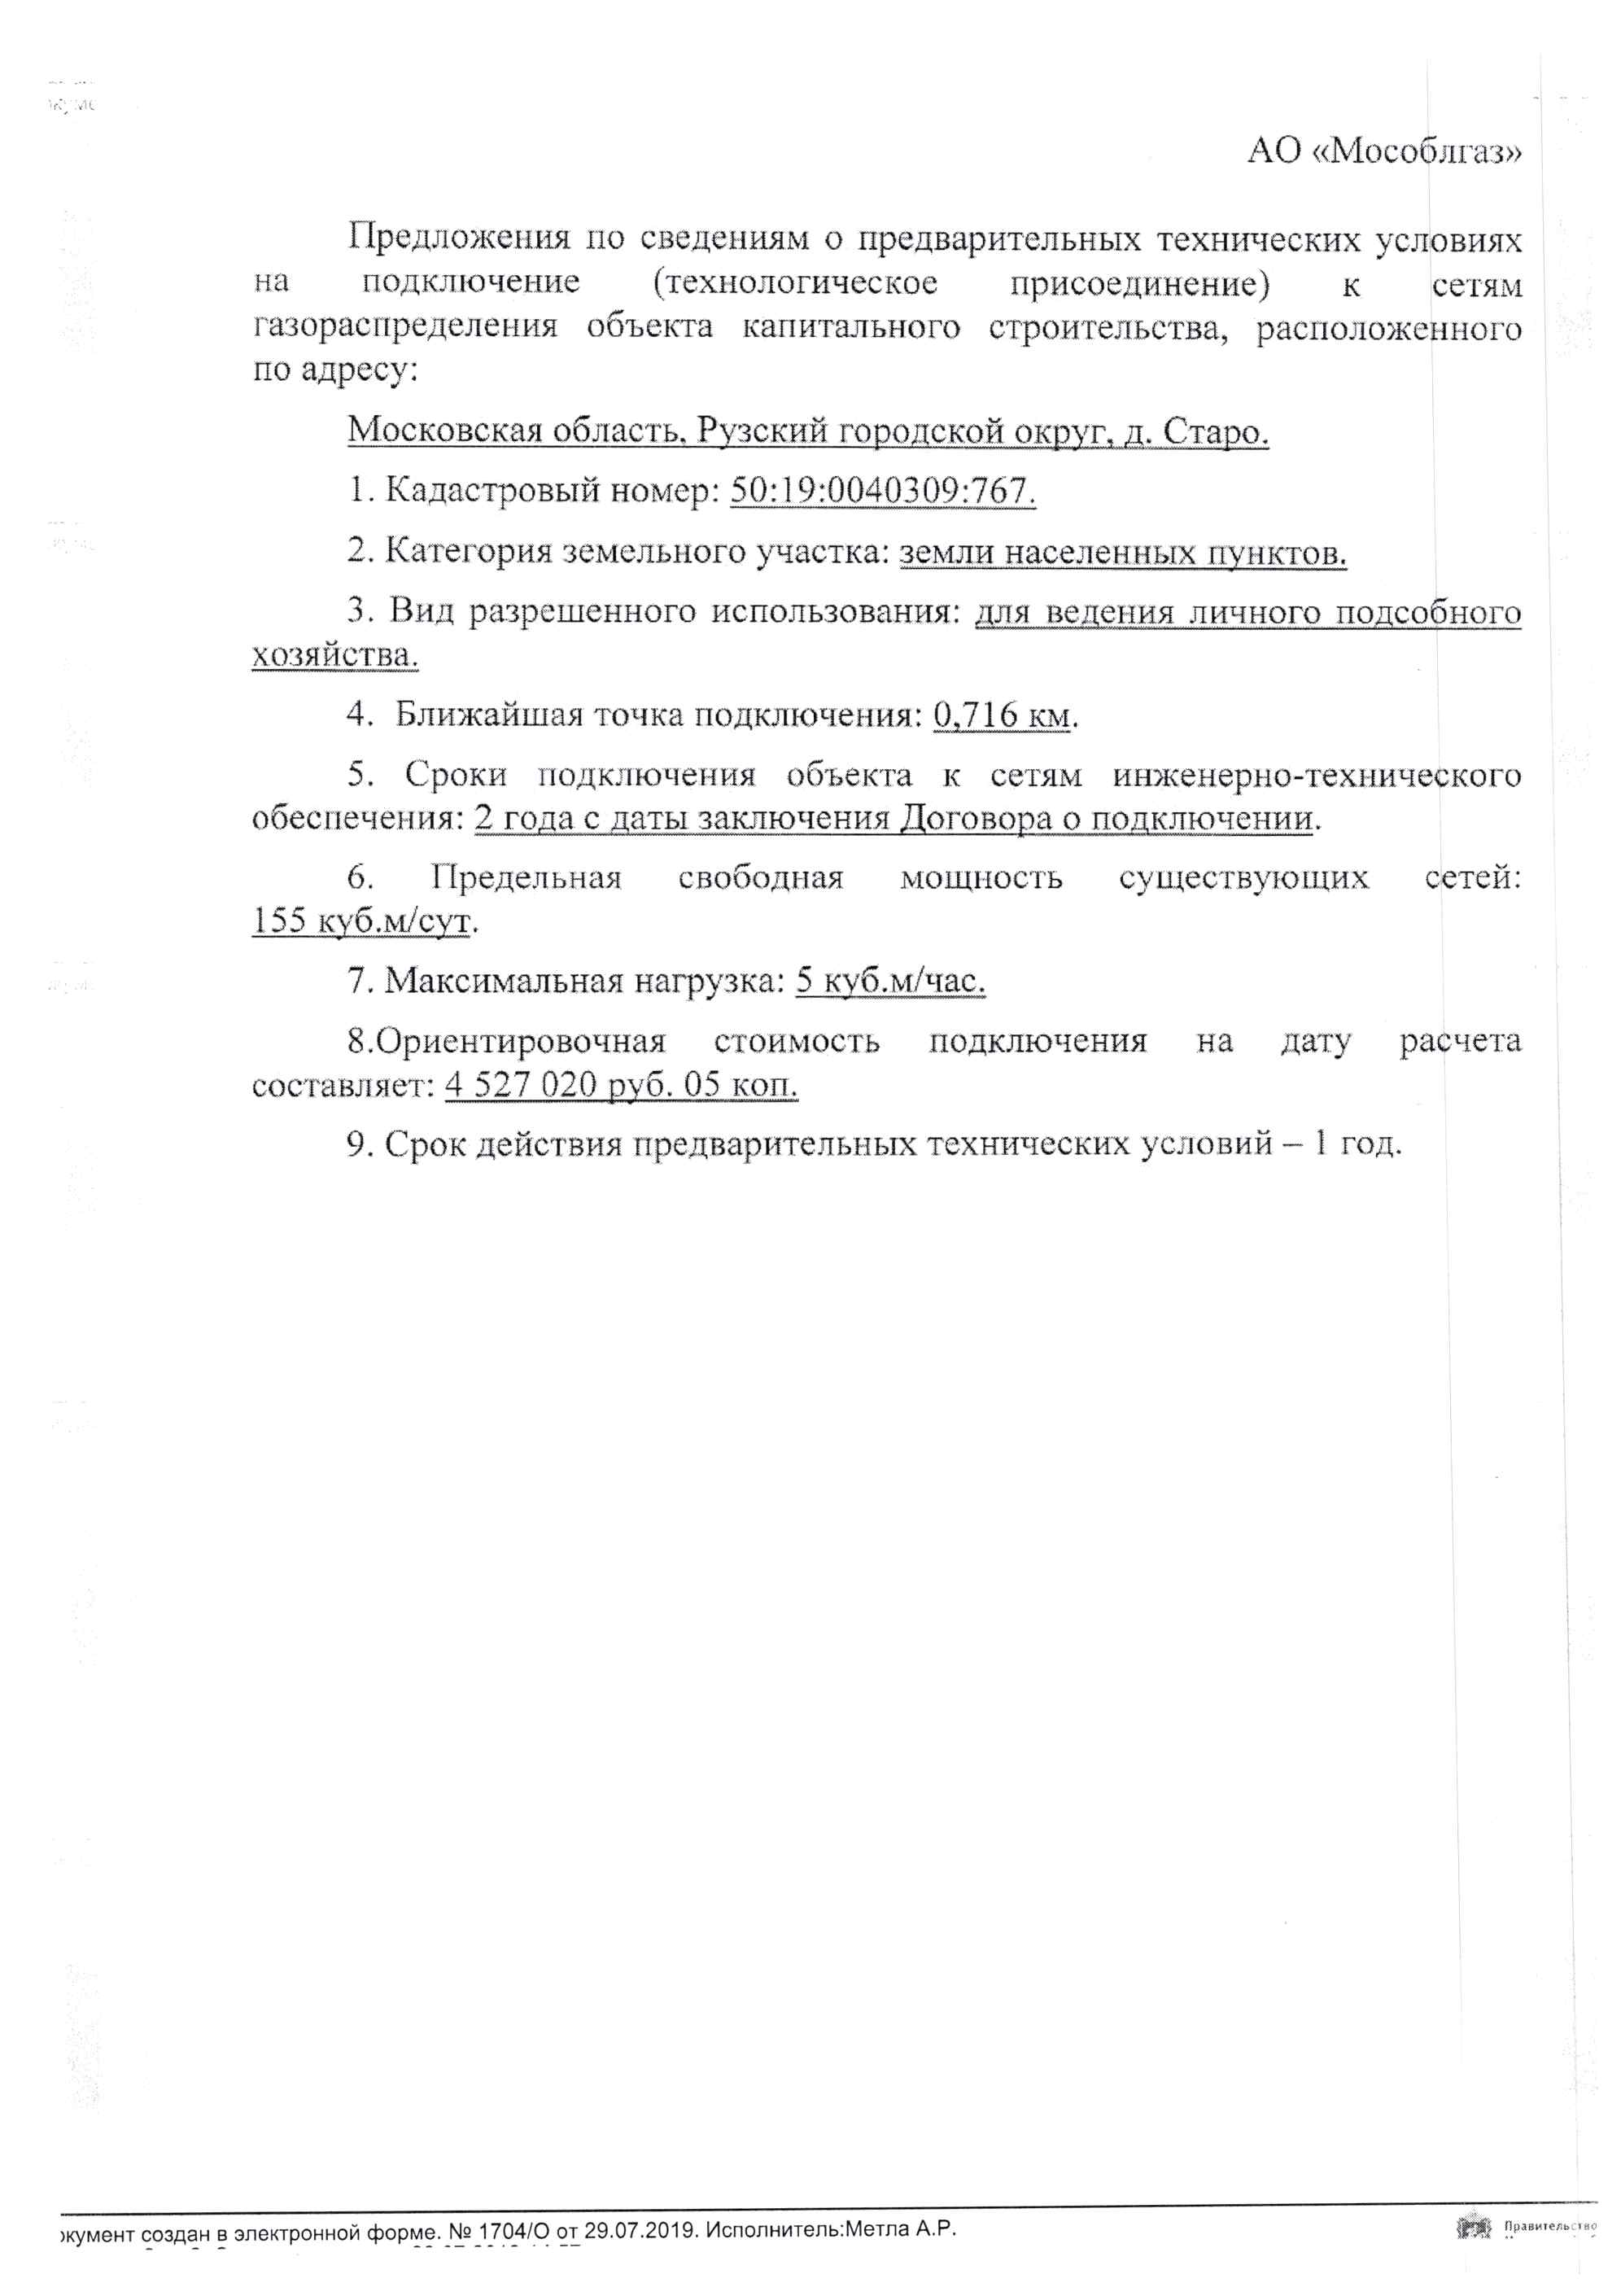 АО «Мособлгаз»
Предложения по сведениям о предварительных технических условиях
на подключение (технологическое присоединение) к сетям
газораспределения объекта капитального строительства, расположенного
по адресу:
Московская область, Рузский городской округ, д. Старо.
1. Кадастровый номер: 50:19:0040309:767.
2. Категория земельного участка: земли населенных пунктов.
3. Вид разрешенного использования: для ведения личного подсобного
хозяйства.
4. Ближайшая точка подключения: 0,716 км.
5. Сроки подключения объекта к сетям инженерно-технического
обеспечения: 2 года с даты заключения Договора о подключении.
6. Предельная свободная мощность существующих сетей:
155 куб.м/сут.
7. Максимальная нагрузка: 5 куб.м/час.
8.Ориентировочная стоимость подключения на дату расчета
составляет: 4 527 020 руб. 05 коп.
9. Срок действия предварительных технических условий – 1 год.
окумент создан в электронной форме. № 1704/О от 29.07.2019. Исполнитель:Метла А.Р.
Правительство